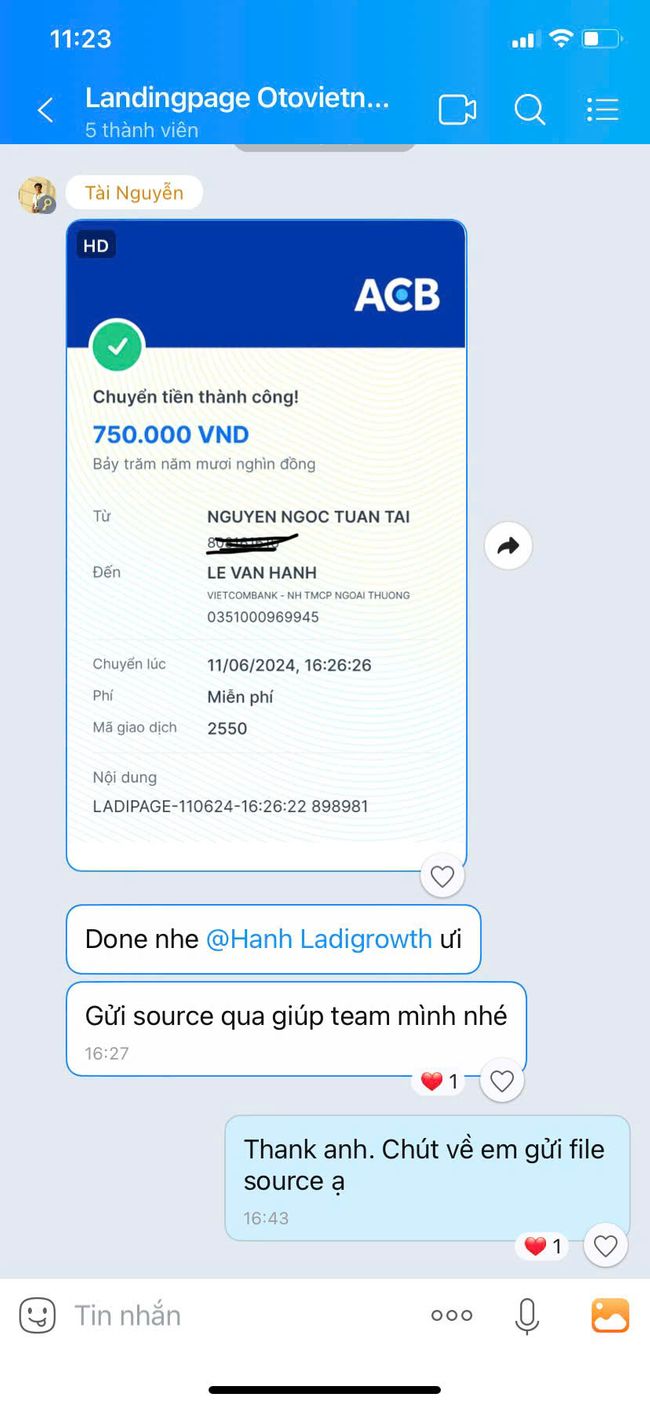 11:23
Landingpage Otovietn...
5 thành viên
Tài Nguyễn
HD
ACB
Chuyển tiền thành công!
750.000 VND
Bảy trăm năm mươi nghìn đồng
Từ NGUYEN NGOC TUAN TAI
Đến LE VAN HANH
VIETCOMBANK - NH TMCP NGOAI THUONG
0351000969945
Chuyển lúc 11/06/2024, 16:26:26
Phí Miễn phí
Mã giao dịch 2550
Nội dung
LADIPAGE-110624-16:26:22 898981
Done nhe @Hanh Ladigrowth ưi
Gửi source qua giúp team mình nhé
16:27
1
Thank anh. Chút về em gửi file
source ạ
16:43
1
Tin nhắn